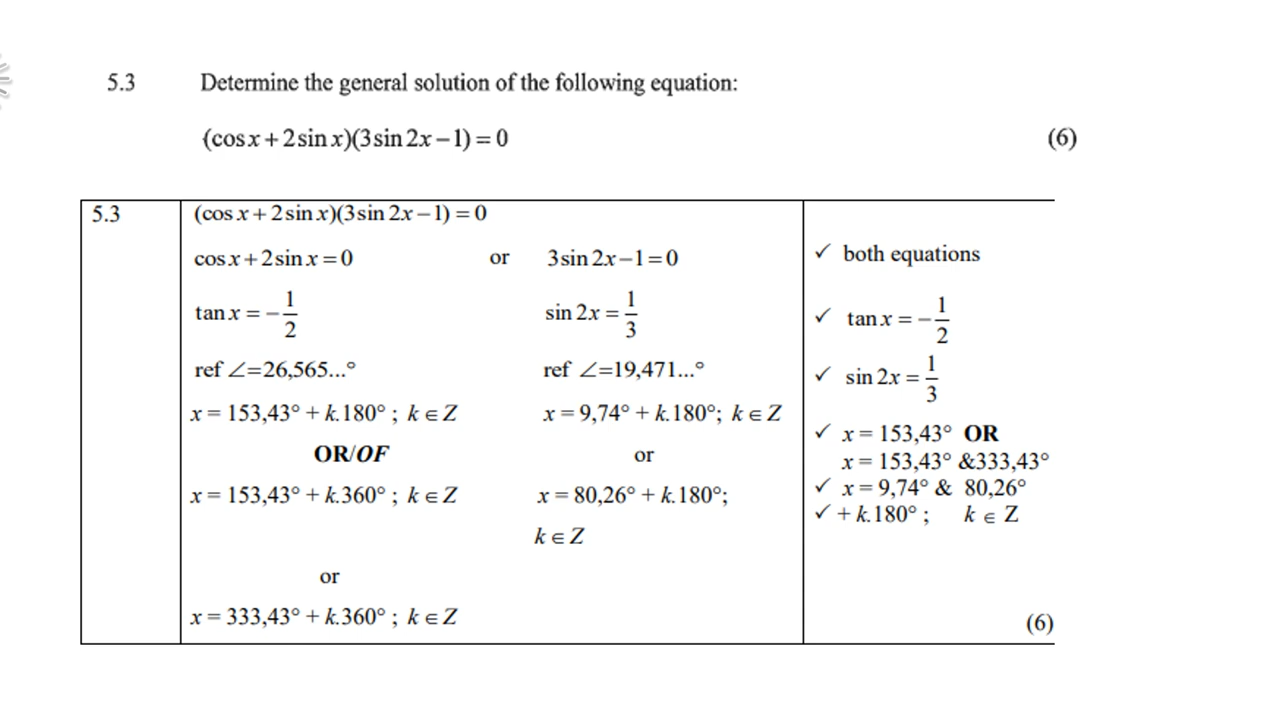 5.3 Determine the general solution of the following equation:
(cos x + 2 sin x)(3 sin 2x − 1) = 0 (6)
5.3 (cos x + 2 sin x)(3 sin 2x − 1) = 0
cos x + 2 sin x = 0 or 3 sin 2x − 1 = 0 ✓ both equations
tan x = −1/2 sin 2x = 1/3 ✓ tan x = −1/2
ref ∠=26,565...° ref ∠=19,471...° ✓ sin 2x = 1/3
x = 153,43° + k.180° ; k ∈ Z x = 9,74° + k.180°; k ∈ Z ✓ x = 153,43° OR
OR/OF or x = 153,43° &333,43°
x = 153,43° + k.360° ; k ∈ Z x = 80,26° + k.180°; ✓ x = 9,74° & 80,26°
k ∈ Z ✓ + k.180° ; k ∈ Z
or
x = 333,43° + k.360° ; k ∈ Z (6)